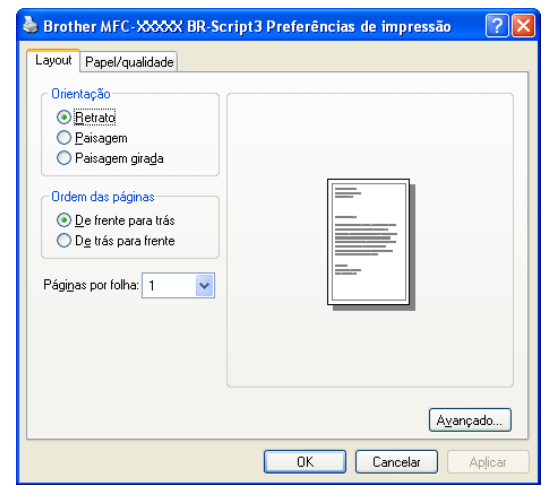 Brother MFC-XXXXX BR-Script3 Preferências de impressão
Layout Papel/qualidade
Orientação
Retrato
Paisagem
Paisagem girada
Ordem das páginas
De frente para trás
De trás para frente
Páginas por folha: 1
Avançado...
OK Cancelar Aplicar